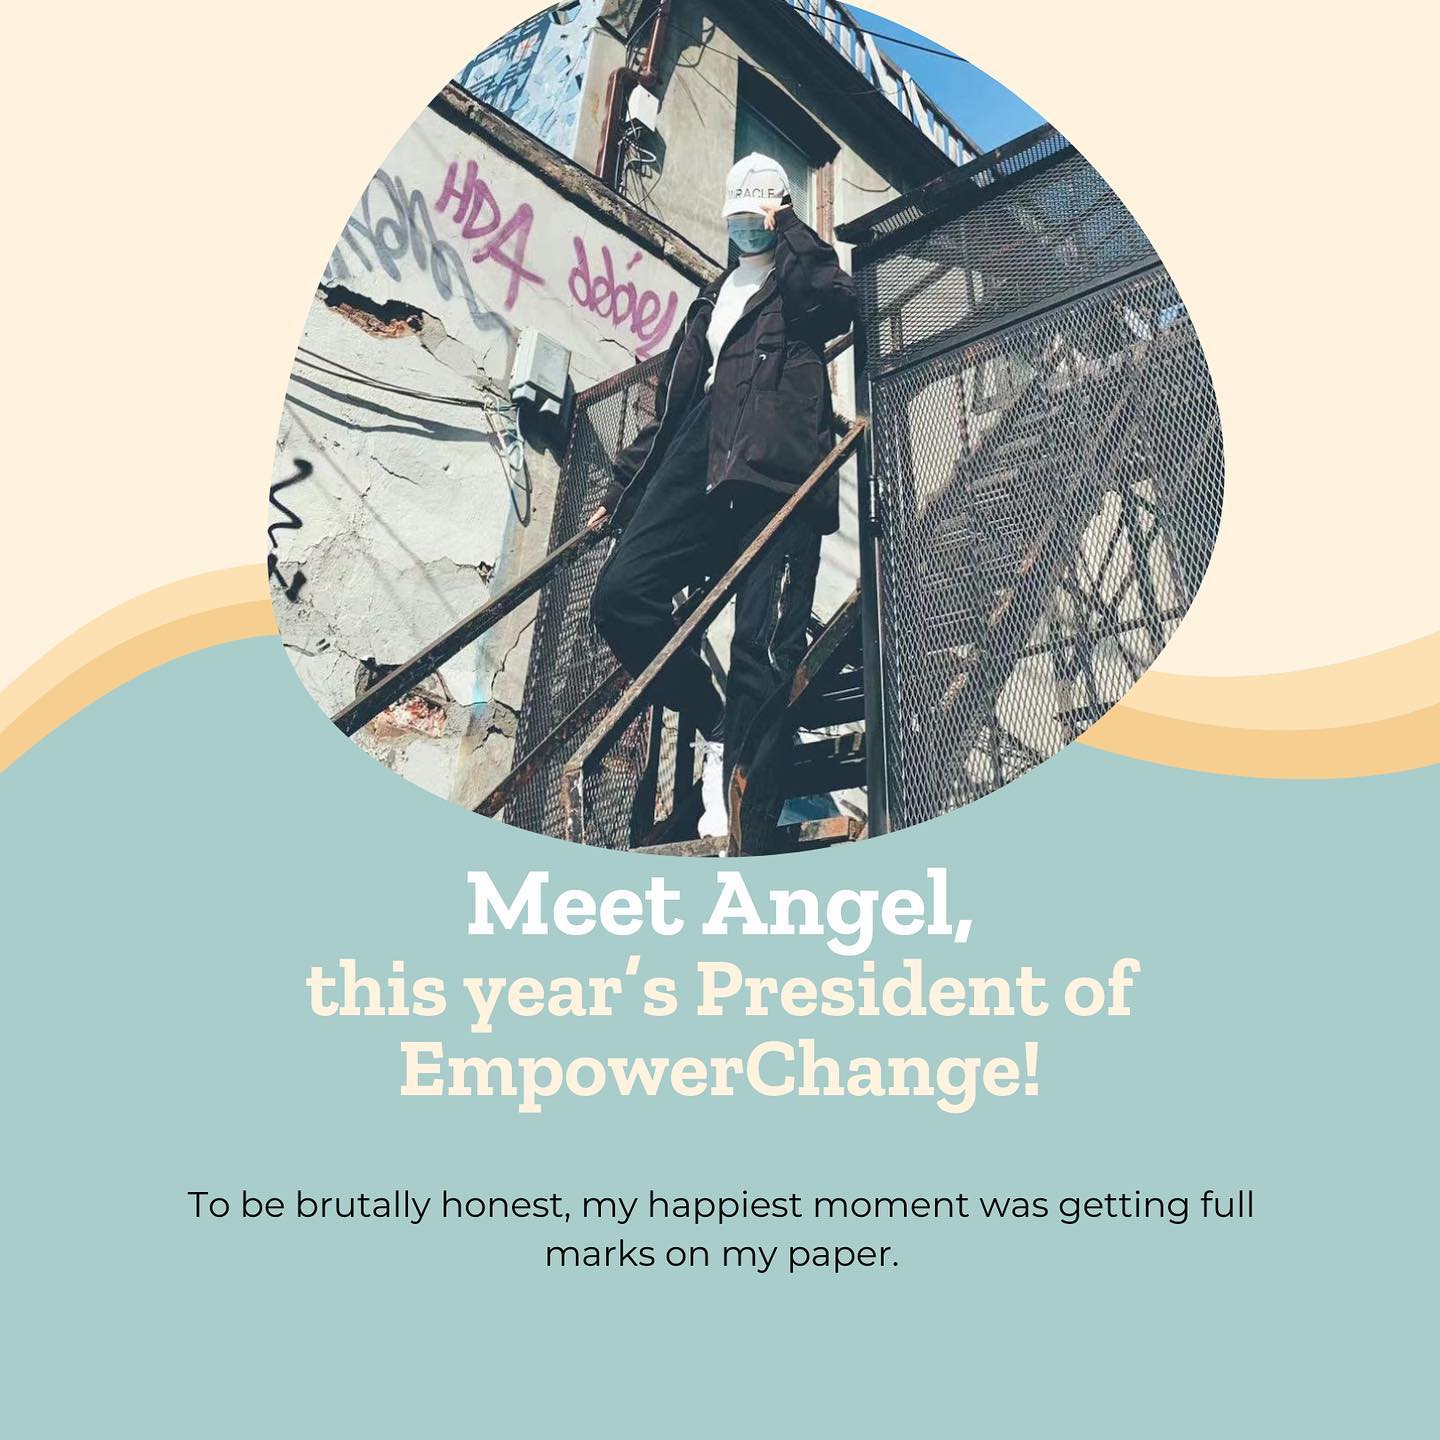 MIRACLE
HDA
Meet Angel,
this year's President of
EmpowerChange!
To be brutally honest, my happiest moment was getting full
marks on my paper.